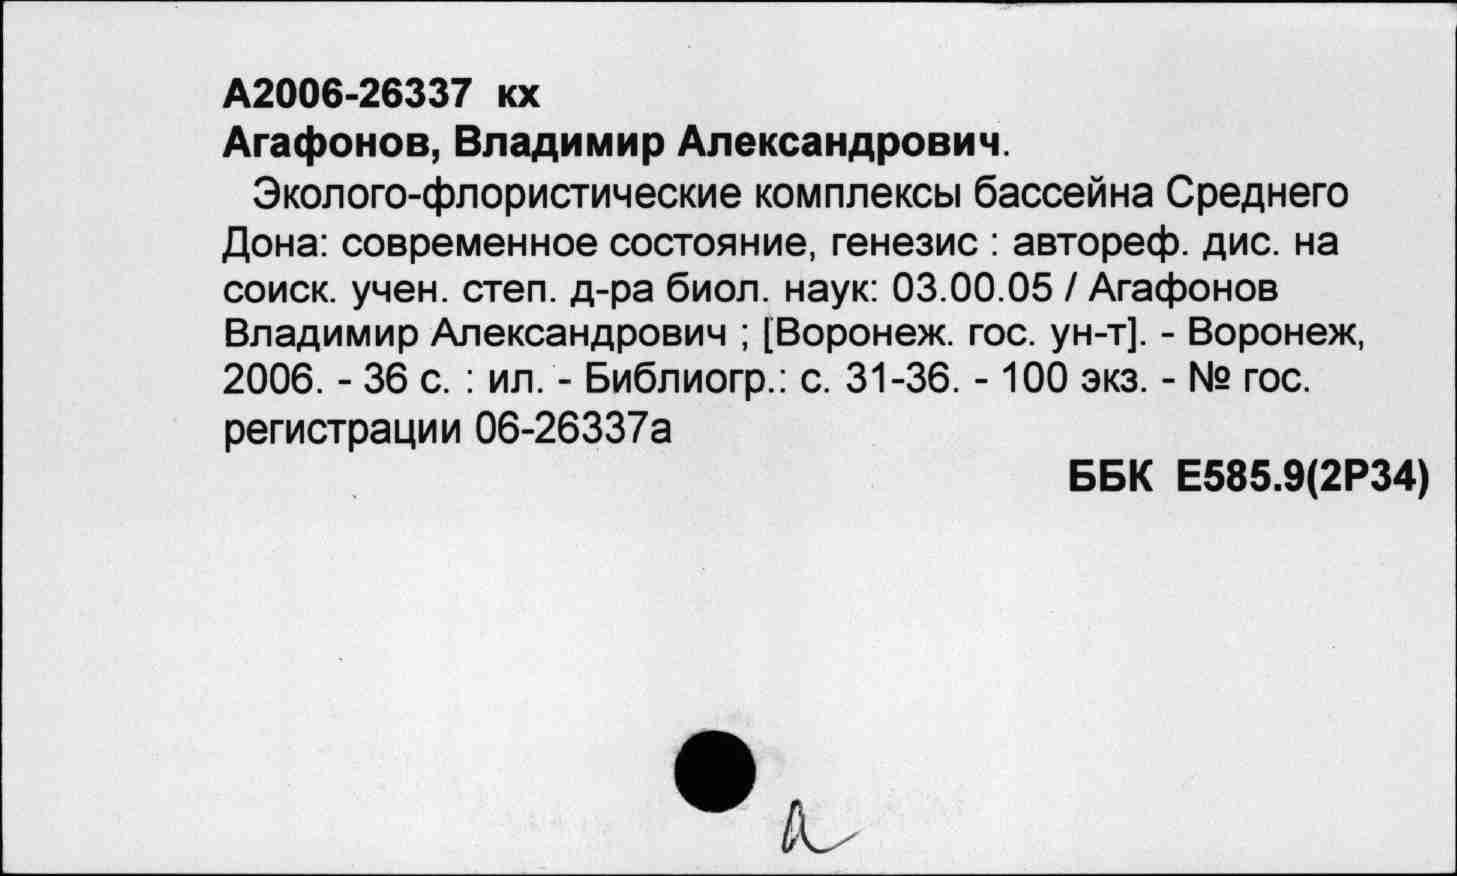 А2006-26337 кх
Агафонов, Владимир Александрович.
Эколого-флористические комплексы бассейна Среднего
Дона: современное состояние, генезис : автореф. дис. на
соиск. учен. степ. д-ра биол. наук: 03.00.05 / Агафонов
Владимир Александрович ; [Воронеж. гос. ун-т]. - Воронеж,
2006. - 36 с. : ил. - Библиогр.: с. 31-36. - 100 экз. - № гос.
регистрации 06-26337а
ББК Е585.9(2Р34)
а